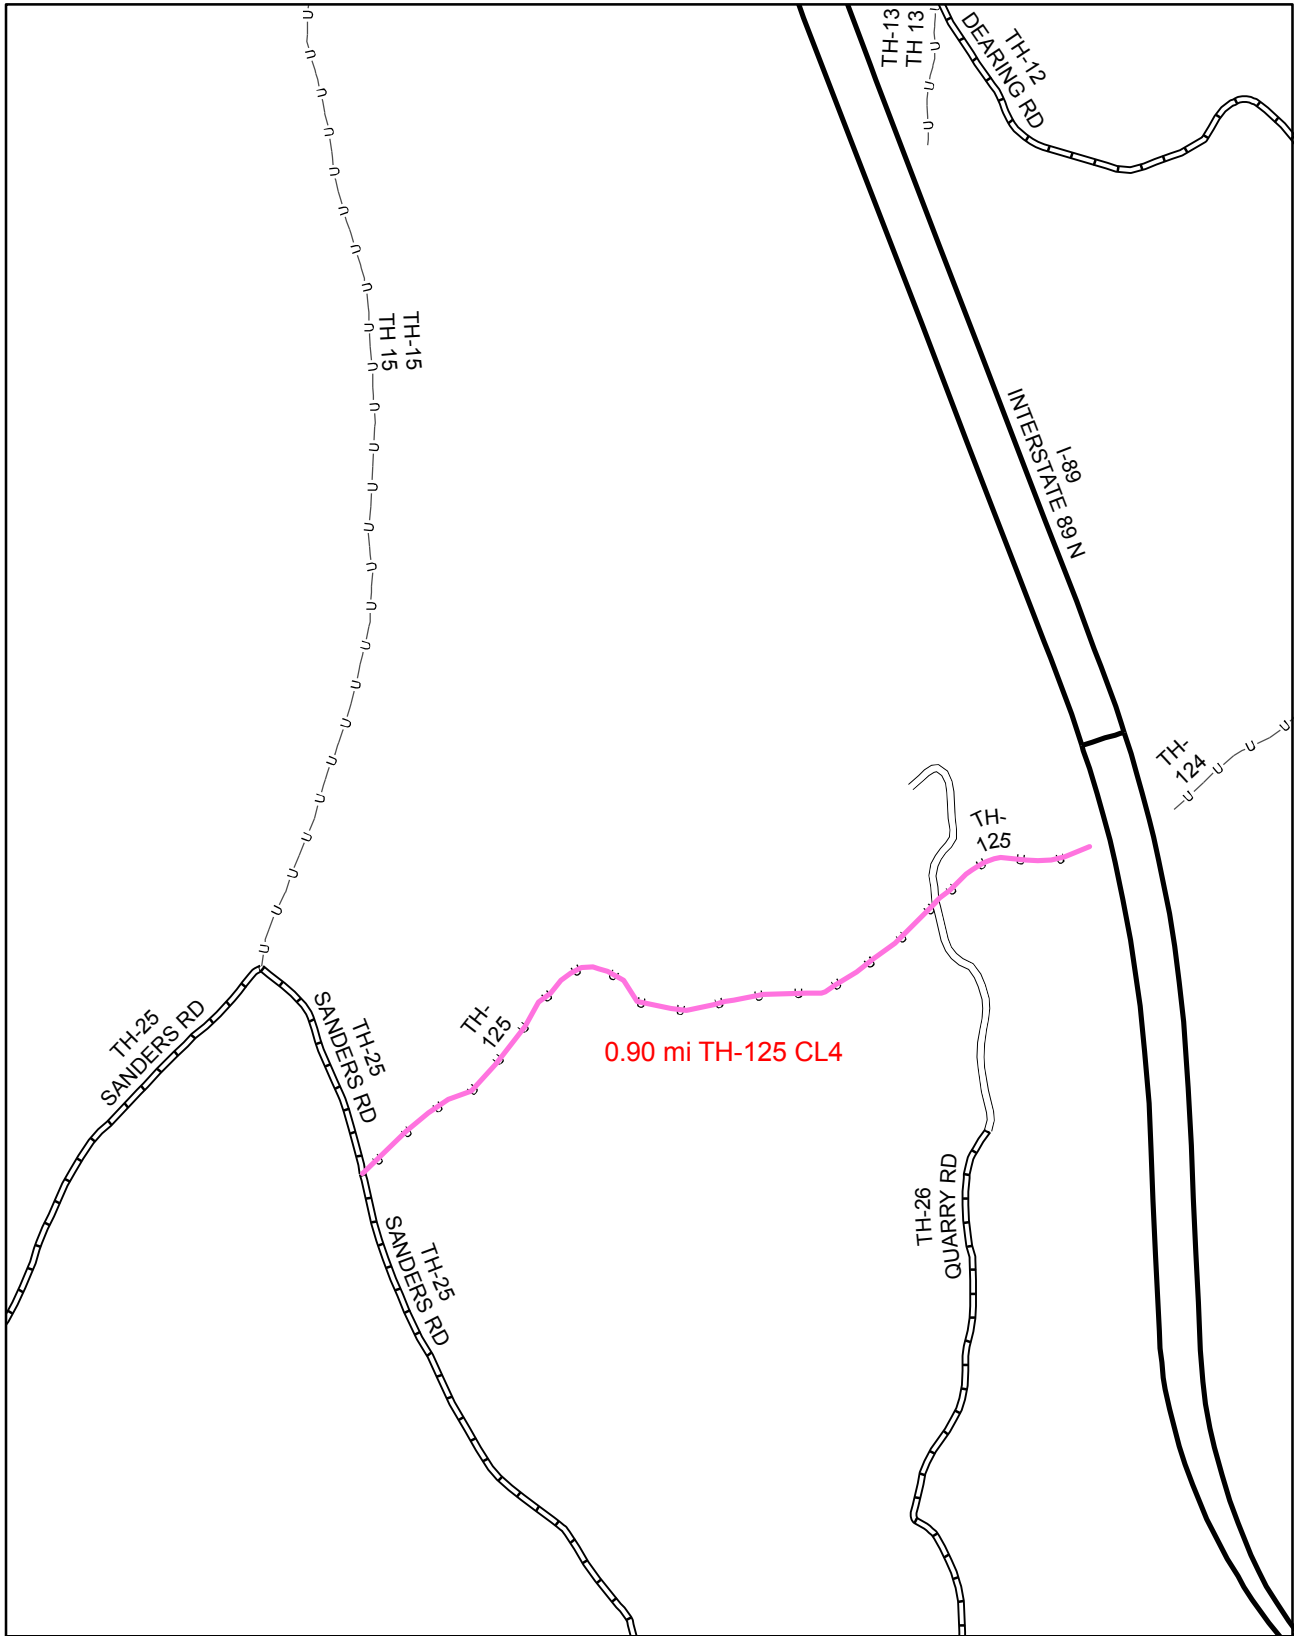 TH-13
TH 13
TH-12
DEARING RD
TH-15
TH 15
I-89
INTERSTATE 89 N
TH-
124
TH-
125
TH-25
SANDERS RD
TH-25
SANDERS RD
TH-
125
0.90 mi TH-125 CL4
TH-26
QUARRY RD
TH-25
SANDERS RD